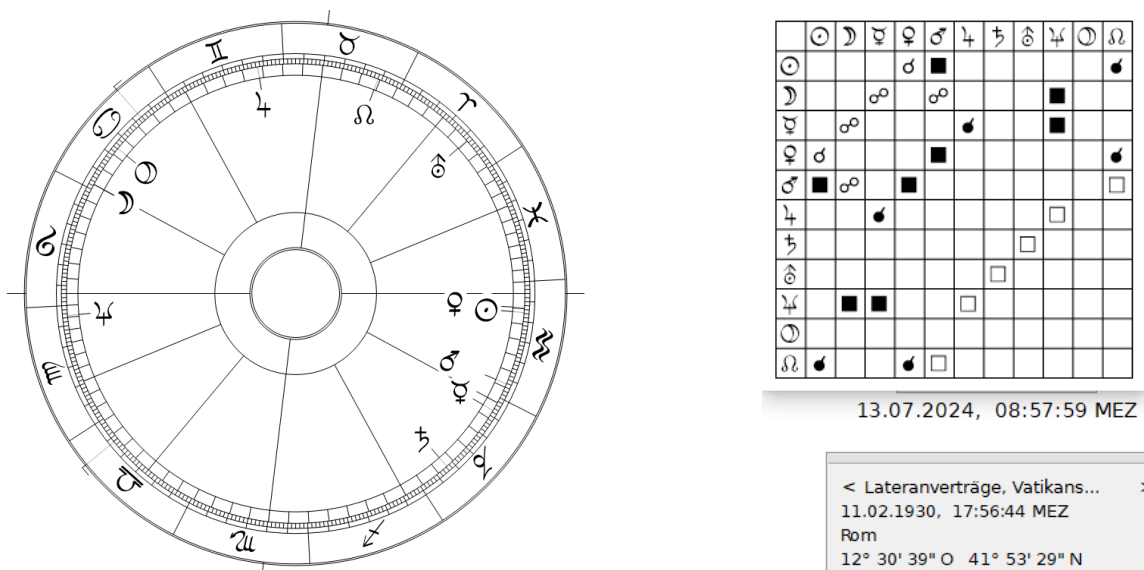 13.07.2024, 08:57:59 MEZ
< Lateranverträge, Vatikans...
11.02.1930, 17:56:44 MEZ
Rom
12° 30' 39" O 41° 53' 29" N